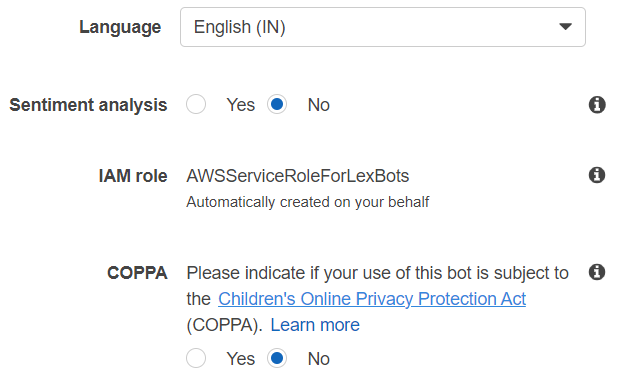 Language English (IN)
Sentiment analysis Yes No
IAM role AWSServiceRoleForLexBots
Automatically created on your behalf
COPPA Please indicate if your use of this bot is subject to
the Children's Online Privacy Protection Act
(COPPA). Learn more
Yes No